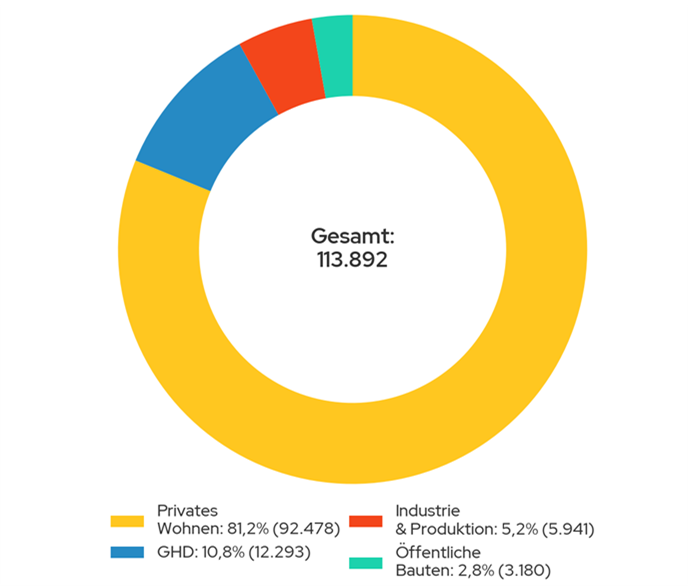 Gesamt:
113.892
Privates
Wohnen: 81,2% (92.478)
GHD: 10,8% (12.293)
Industrie
& Produktion: 5,2% (5.941)
Öffentliche
Bauten: 2,8% (3.180)